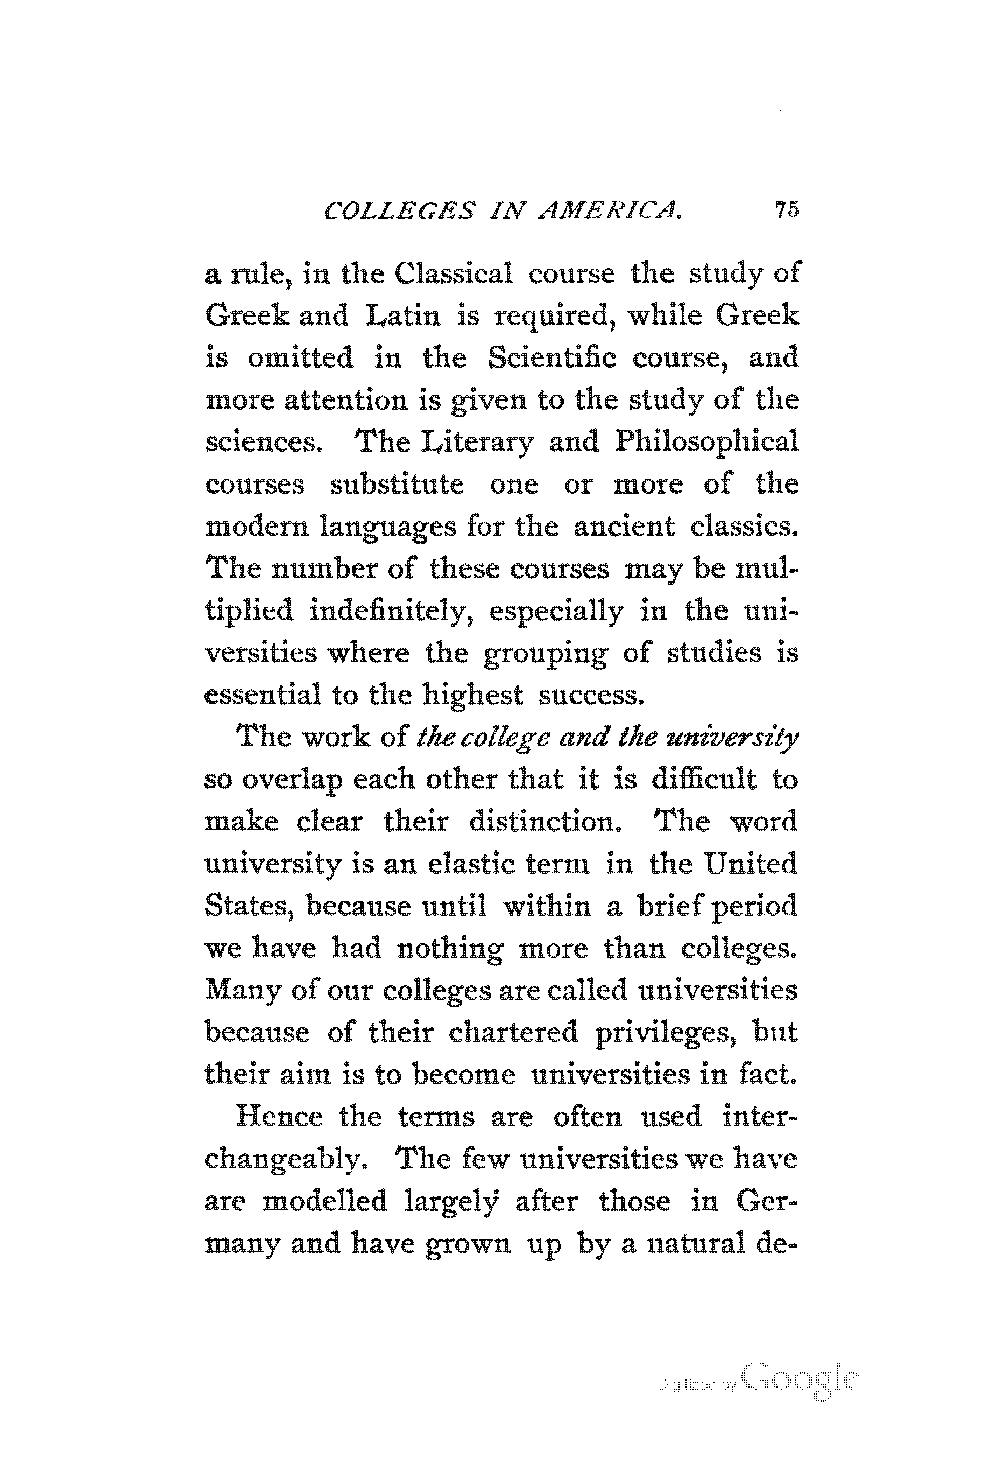 COLLEGES IN AMERICA. 75
a rule, in the Classical course the study of
Greek and Latin is required, while Greek
is omitted in the Scientific course, and
more attention is given to the study of the
sciences. The Literary and Philosophical
courses substitute one or more of the
modern languages for the ancient classics.
The number of these courses may be mul-
tiplied indefinitely, especially in the uni-
versities where the grouping of studies is
essential to the highest success.
The work of the college and the university
so overlap each other that it is difficult to
make clear their distinction. The word
university is an elastic term in the United
States, because until within a brief period
we have had nothing more than colleges.
Many of our colleges are called universities
because of their chartered privileges, but
their aim is to become universities in fact.
Hence the terms are often used inter-
changeably. The few universities we have
are modelled largely after those in Ger-
many and have grown up by a natural de-
Digitized by Google